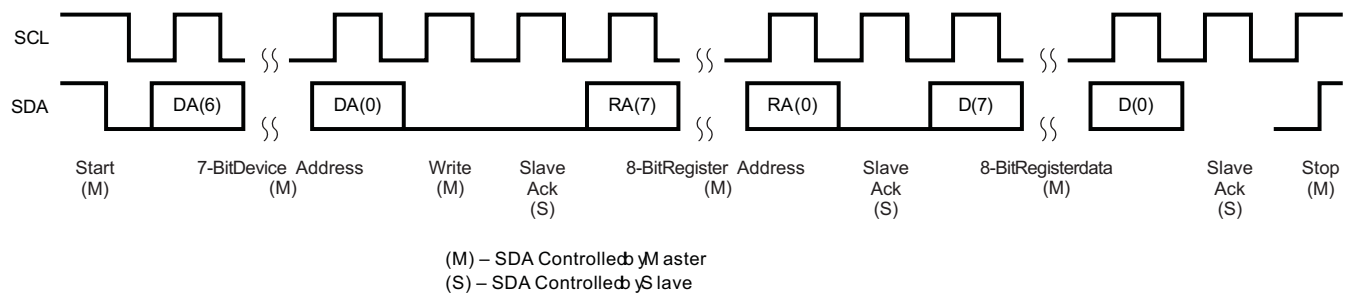 SCL
SDA
DA(6) DA(0) RA(7) RA(0) D(7) D(0)
Start 7-BitDevice Address Write Slave 8-BitRegister Address Slave 8-BitRegisterdata Slave Stop
(M) (M) (M) Ack (M) Ack (M) Ack (M)
(S) (S) (S)
(M) – SDA Controlledb yM aster
(S) – SDA Controlledb yS lave